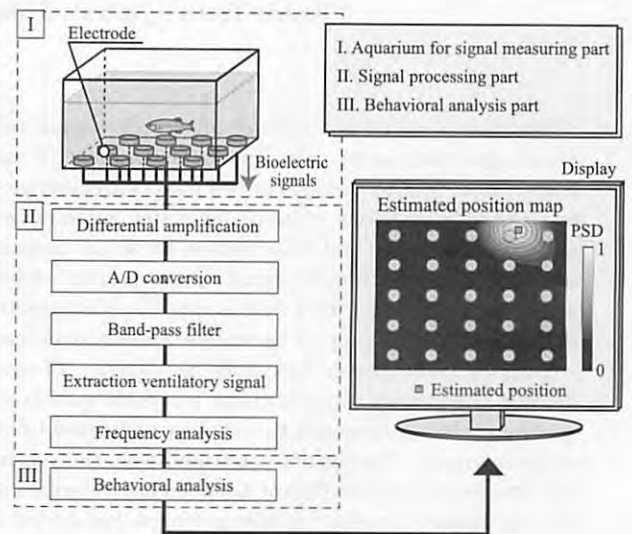 I
Electrode
Bioelectric
signals
I. Aquarium for signal measuring part
II. Signal processing part
III. Behavioral analysis part
II
Differential amplification
A/D conversion
Band-pass filter
Extraction ventilatory signal
Frequency analysis
III
Behavioral analysis
Display
Estimated position map
PSD
1
0
Estimated position